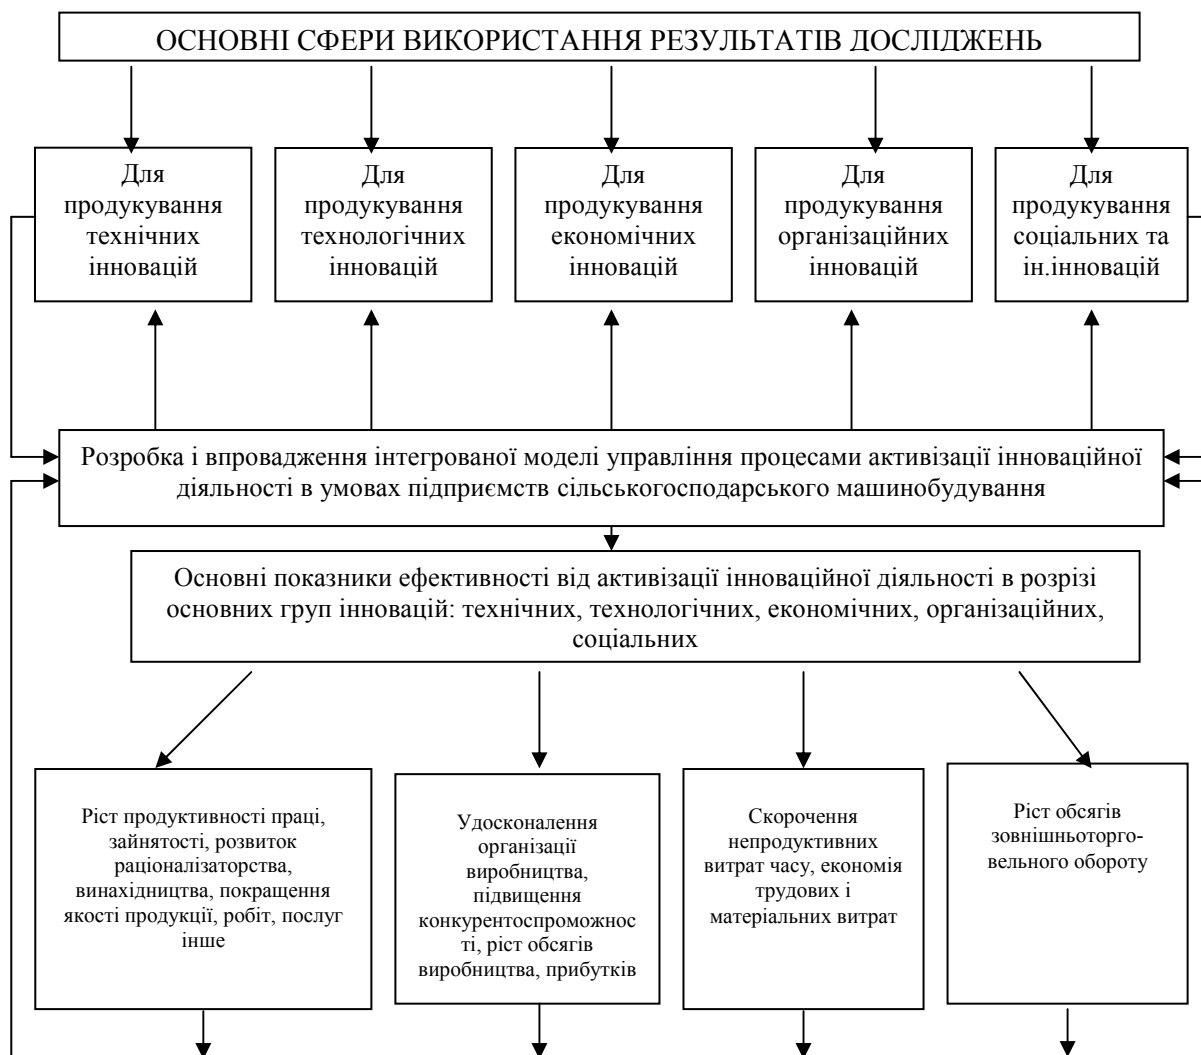 ОСНОВНІ СФЕРИ ВИКОРИСТАННЯ РЕЗУЛЬТАТІВ ДОСЛІДЖЕНЬ
Для
продукування
технічних
інновацій
Для
продукування
технологічних
інновацій
Для
продукування
економічних
інновацій
Для
продукування
організаційних
інновацій
Для
продукування
соціальних та
ін.інновацій
Розробка і впровадження інтегрованої моделі управління процесами активізації інноваційної
діяльності в умовах підприємств сільськогосподарського машинобудування
Основні показники ефективності від активізації інноваційної діяльності в розрізі
основних груп інновацій: технічних, технологічних, економічних, організаційних,
соціальних
Ріст продуктивності праці,
зайнятості, розвиток
раціоналізаторства,
винахідництва, покращення
якості продукції, робіт, послуг
інше
Удосконалення
організації
виробництва,
підвищення
конкурентоспроможнос
ті, ріст обсягів
виробництва, прибутків
Скорочення
непродуктивних
витрат часу, економія
трудових і
матеріальних витрат
Ріст обсягів
зовнішньоторго-
вельного обороту